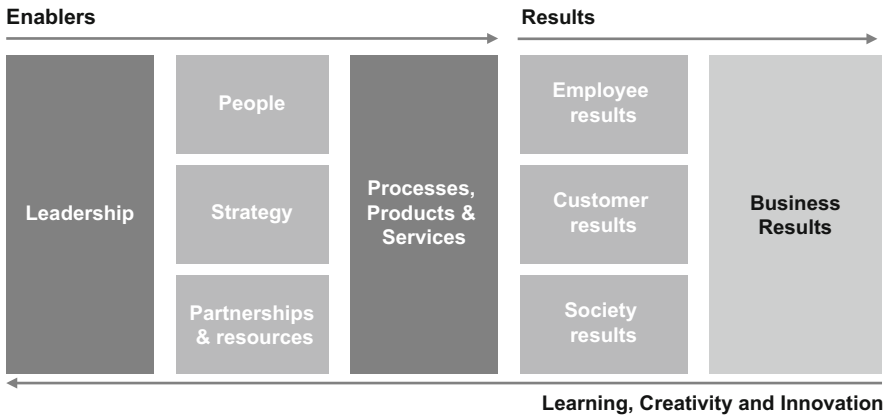 Enablers
Results
Leadership
People
Strategy
Partnerships
& resources
Processes,
Products &
Services
Employee
results
Customer
results
Society
results
Business
Results
Learning, Creativity and Innovation